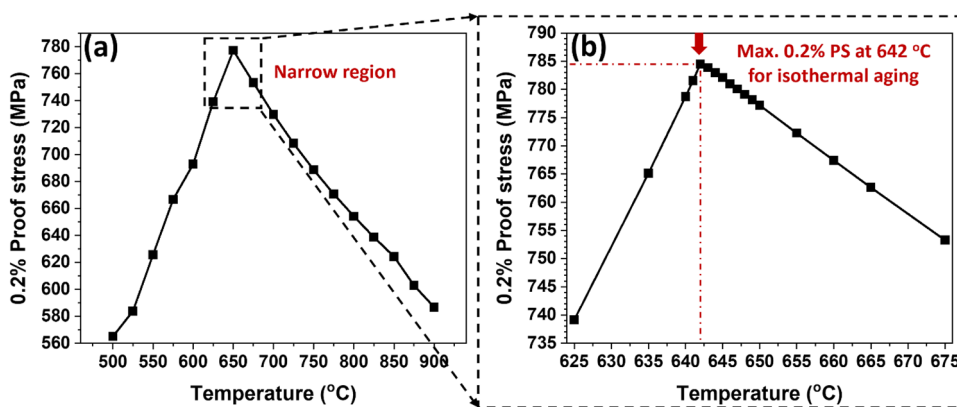 (a)
Narrow region
0.2% Proof stress (MPa)
780
760
740
720
700
680
660
640
620
600
580
560
500 550 600 650 700 750 800 850 900
Temperature (°C)
(b)
Max. 0.2% PS at 642 °C
for isothermal aging
0.2% Proof stress (MPa)
790
785
780
775
770
765
760
755
750
745
740
735
625 630 635 640 645 650 655 660 665 670 675
Temperature (°C)